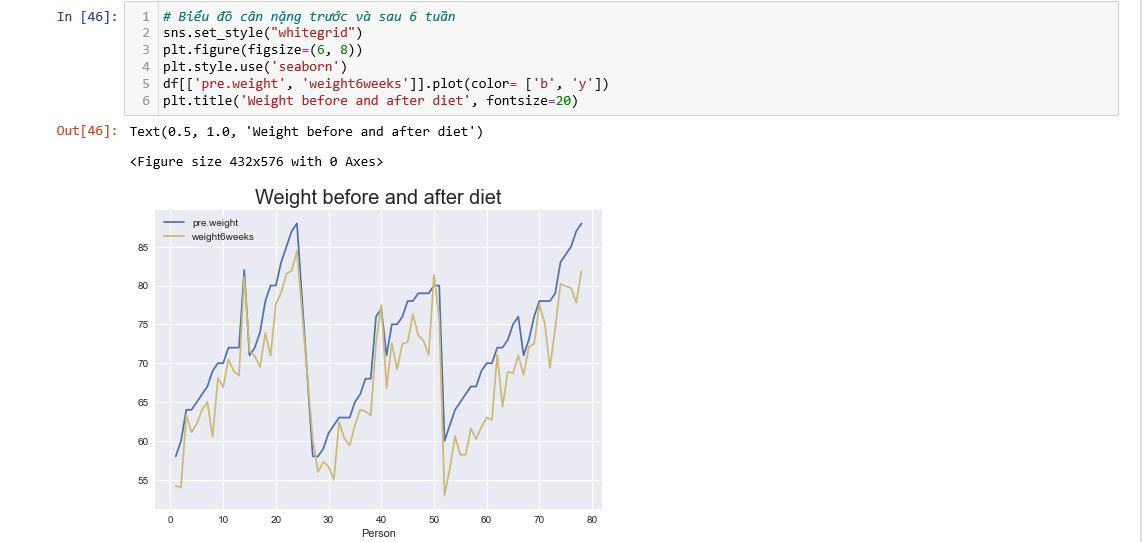 In [46]:
1 # Biểu đồ cân nặng trước và sau 6 tuần
2 sns.set_style("whitegrid")
3 plt.figure(figsize=(6, 8))
4 plt.style.use('seaborn')
5 df[['pre.weight', 'weight6weeks']].plot(color= ['b', 'y'])
6 plt.title('Weight before and after diet', fontsize=20)
Out[46]: Text(0.5, 1.0, 'Weight before and after diet')
<Figure size 432x576 with 0 Axes>
Weight before and after diet
pre.weight
weight6weeks
85
80
75
70
65
60
55
0 10 20 30 40 50 60 70 80
Person